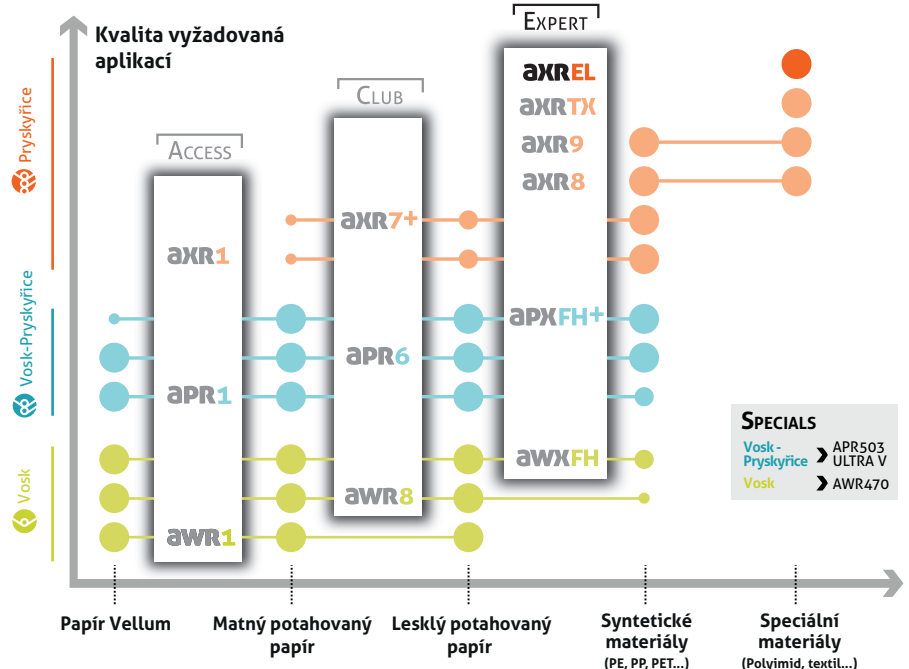 Kvalita vyžadovaná
aplikací
Expert
Club
Access
Pryskyřice
Vosk-Pryskyřice
Vosk
aXREL
aXRTX
aXR9
aXR8
aXR7+
aXR1
aPXFH+
aPR6
aPR1
aWXFH
aWR8
aWR1
Specials
Vosk -
Pryskyřice
APR503
ULTRA V
Vosk
AWR470
Papír Vellum
Matný potahovaný
papír
Lesklý potahovaný
papír
Syntetické
materiály
(PE, PP, PET...)
Speciální
materiály
(Polyimid, textil...)